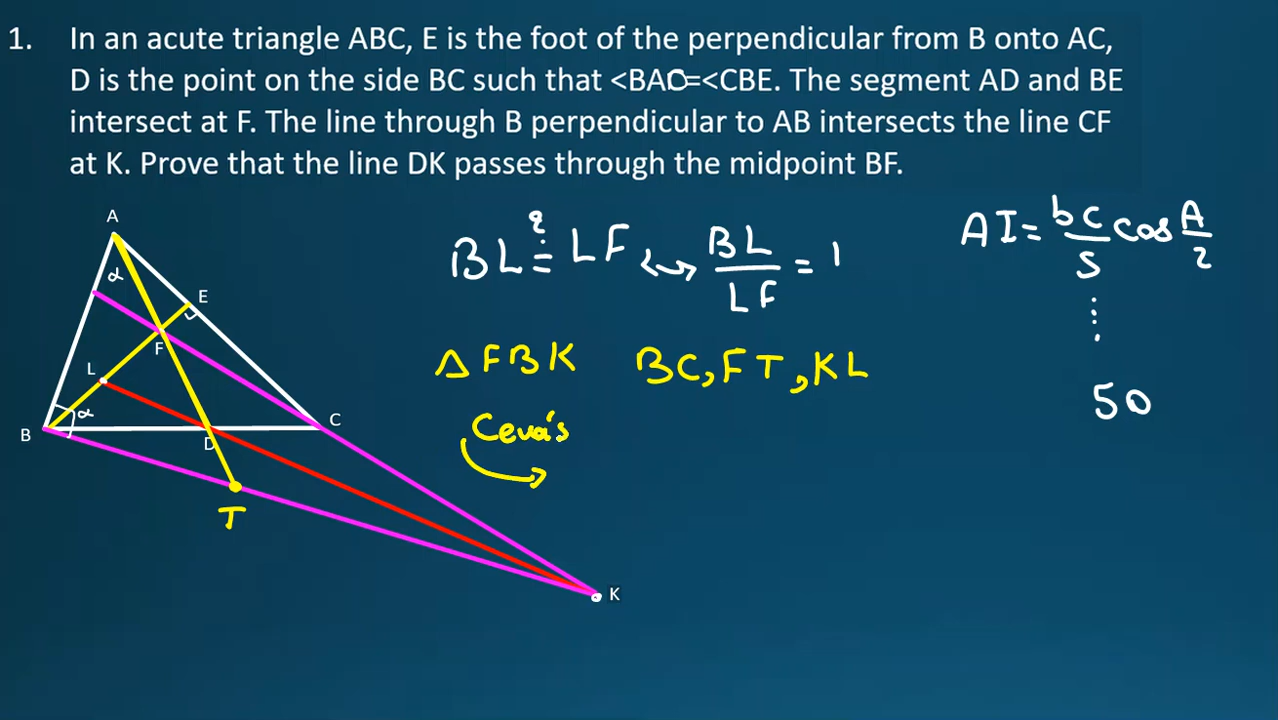 1. In an acute triangle ABC, E is the foot of the perpendicular from B onto AC,
D is the point on the side BC such that <BAD=<CBE. The segment AD and BE
intersect at F. The line through B perpendicular to AB intersects the line CF
at K. Prove that the line DK passes through the midpoint BF.
BL ?= LF ↔ BL/LF = 1
AI = bc/s cos A/2
⋮
50
Δ FBK BC, FT, KL
Ceva's
A
α
E
F
L
α
B
D
C
T
K